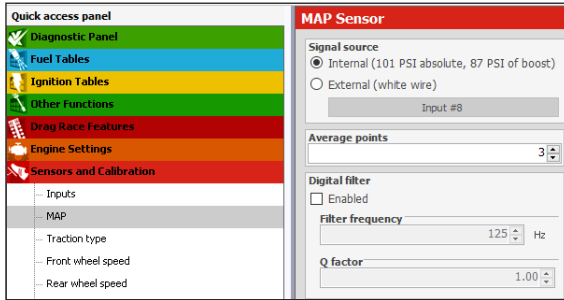 Quick access panel
Diagnostic Panel
Fuel Tables
Ignition Tables
Other Functions
Drag Race Features
Engine Settings
Sensors and Calibration
Inputs
MAP
Traction type
Front wheel speed
Rear wheel speed
MAP Sensor
Signal source
Internal (101 PSI absolute, 87 PSI of boost)
External (white wire)
Input #8
Average points
3
Digital filter
Enabled
Filter frequency
125 Hz
Q factor
1.00